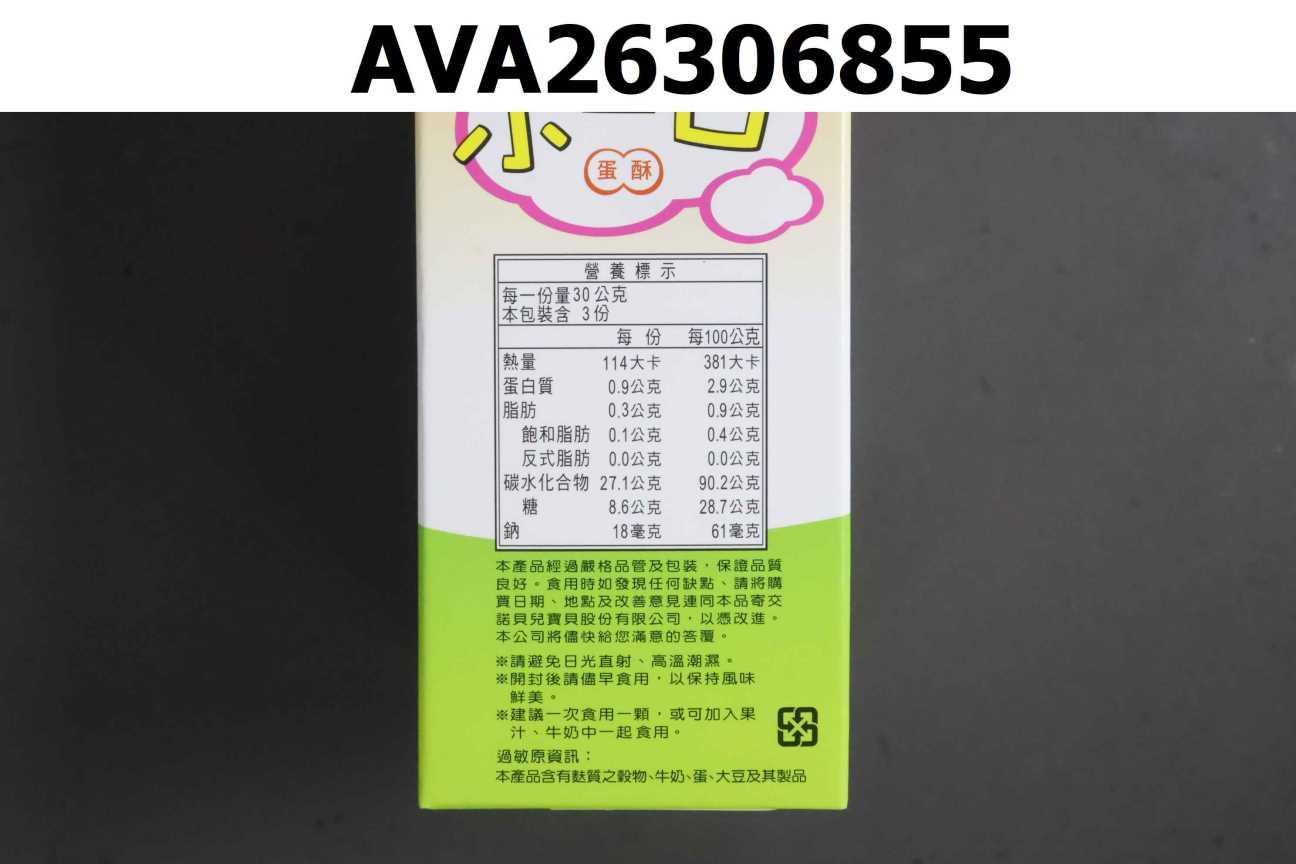 AVA26306855
小一口
蛋酥
營養標示
每一份量30公克
本包裝含 3份
每 份 每100公克
熱量 114大卡 381大卡
蛋白質 0.9公克 2.9公克
脂肪 0.3公克 0.9公克
飽和脂肪 0.1公克 0.4公克
反式脂肪 0.0公克 0.0公克
碳水化合物 27.1公克 90.2公克
糖 8.6公克 28.7公克
鈉 18毫克 61毫克
本產品經過嚴格品管及包裝，保證品質
良好。食用時如發現任何缺點、請將購
買日期、地點及改善意見連同本品寄交
諾貝兒寶貝股份有限公司，以憑改進。
本公司將儘快給您滿意的答覆。
※請避免日光直射、高溫潮濕。
※開封後請儘早食用，以保持風味
鮮美。
※建議一次食用一顆，或可加入果
汁、牛奶中一起食用。
過敏原資訊：
本產品含有麩質之穀物、牛奶、蛋、大豆及其製品